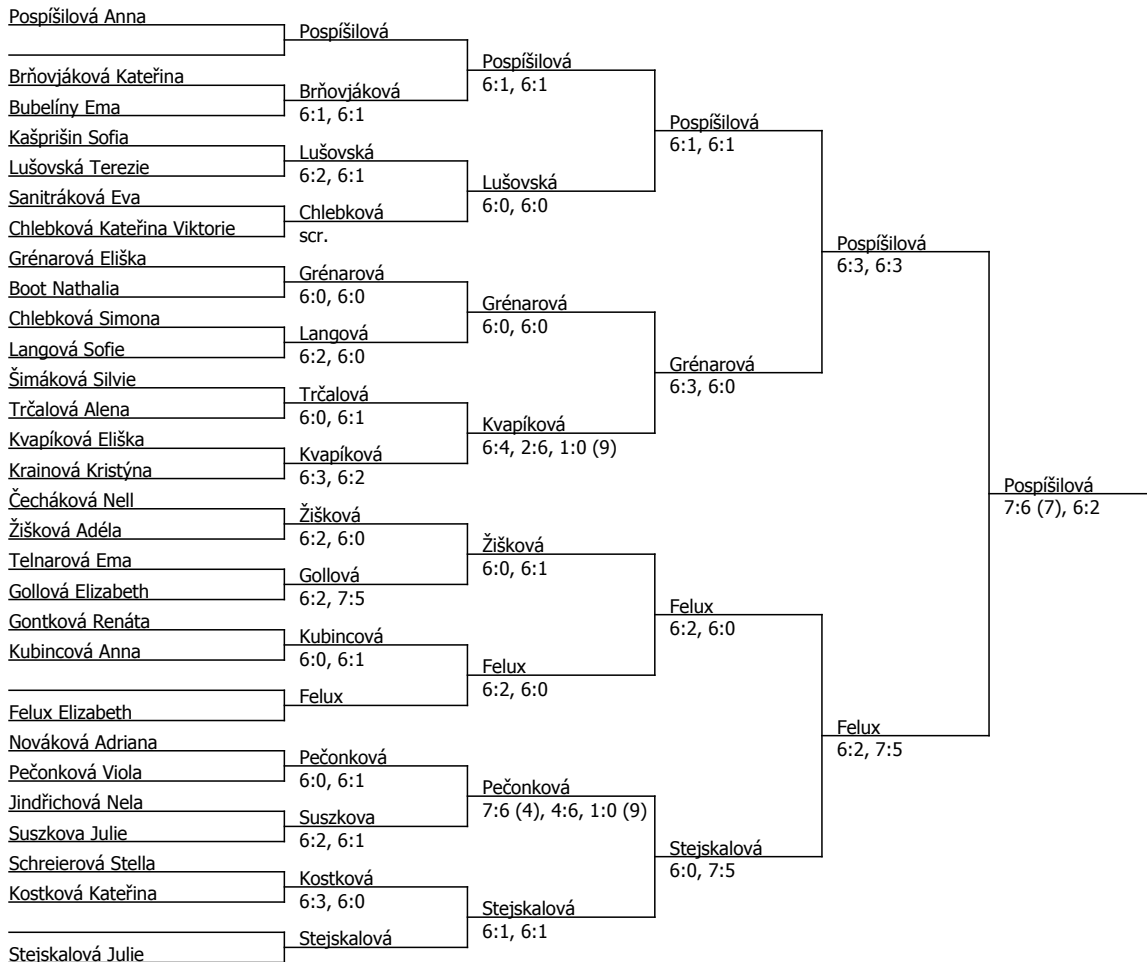 Pospíšilová Anna
Brňovjáková Kateřina
Bubelíny Ema
Kašprišin Sofia
Lušovská Terezie
Sanitráková Eva
Chlebková Kateřina Viktorie
Grénarová Eliška
Boot Nathalia
Chlebková Simona
Langová Sofie
Šimáková Silvie
Trčalová Alena
Kvapíková Eliška
Krainová Kristýna
Čecháková Nell
Žišková Adéla
Telnarová Ema
Gollová Elizabeth
Gontková Renáta
Kubincová Anna
Felux Elizabeth
Nováková Adriana
Pečonková Viola
Jindřichová Nela
Suszkova Julie
Schreierová Stella
Kostková Kateřina
Stejskalová Julie
Pospíšilová
Brňovjáková
6:1, 6:1
Lušovská
6:2, 6:1
Chlebková
scr.
Grénarová
6:0, 6:0
Langová
6:2, 6:0
Trčalová
6:0, 6:1
Kvapíková
6:3, 6:2
Žišková
6:2, 6:0
Gollová
6:2, 7:5
Kubincová
6:0, 6:1
Felux
Pečonková
6:0, 6:1
Suszkova
6:2, 6:1
Kostková
6:3, 6:0
Stejskalová
Pospíšilová
6:1, 6:1
Lušovská
6:0, 6:0
Grénarová
6:0, 6:0
Kvapíková
6:4, 2:6, 1:0 (9)
Žišková
6:0, 6:1
Felux
6:2, 6:0
Pečonková
7:6 (4), 4:6, 1:0 (9)
Stejskalová
6:1, 6:1
Pospíšilová
6:1, 6:1
Grénarová
6:3, 6:0
Felux
6:2, 6:0
Stejskalová
6:0, 7:5
Pospíšilová
6:3, 6:3
Felux
6:2, 7:5
Pospíšilová
7:6 (7), 6:2